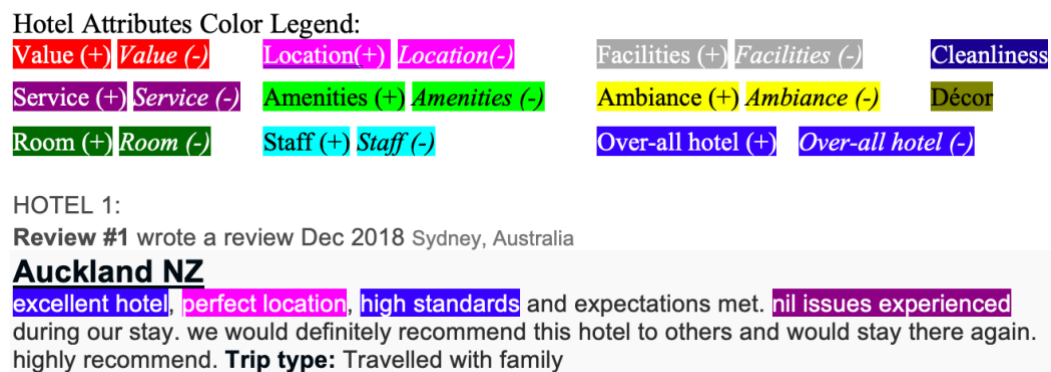 Hotel Attributes Color Legend:
Value (+) Value (-) Location(+) Location(-) Facilities (+) Facilities (-) Cleanliness
Service (+) Service (-) Amenities (+) Amenities (-) Ambiance (+) Ambiance (-) Décor
Room (+) Room (-) Staff (+) Staff (-) Over-all hotel (+) Over-all hotel (-)
HOTEL 1:
Review #1 wrote a review Dec 2018 Sydney, Australia
Auckland NZ
excellent hotel, perfect location, high standards and expectations met. nil issues experienced
during our stay. we would definitely recommend this hotel to others and would stay there again.
highly recommend. Trip type: Travelled with family